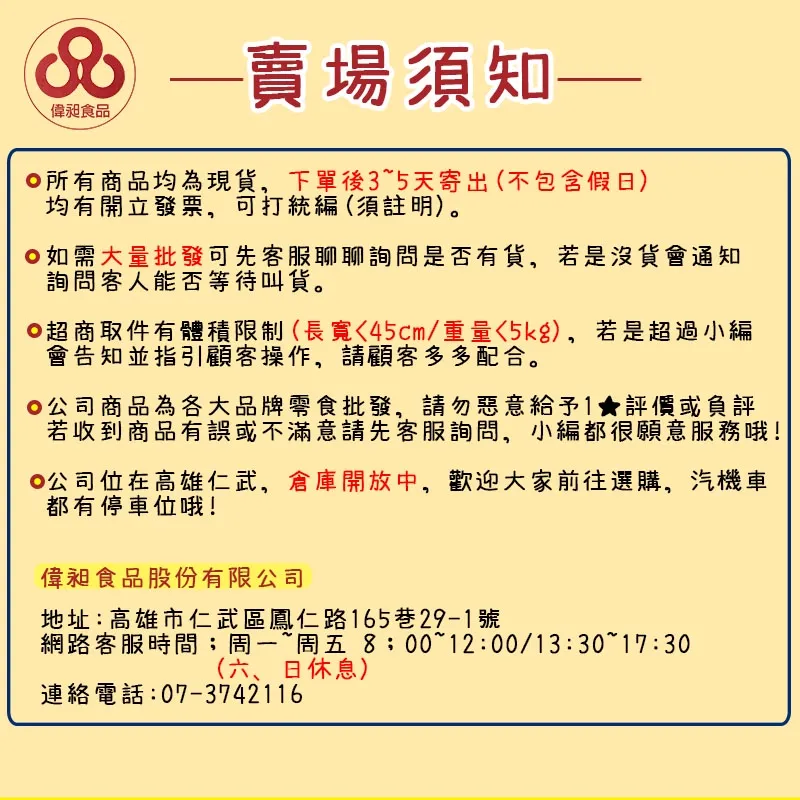 偉昶食品
賣場須知
所有商品均為現貨，下單後3~5天寄出(不包含假日)
均有開立發票，可打統編(須註明)。
如需大量批發可先客服聊聊詢問是否有貨，若是沒貨會通知
詢問客人能否等待叫貨。
超商取件有體積限制(長寬<45cm/重量<5kg)，若是超過小編
會告知並指引顧客操作，請顧客多多配合。
公司商品為各大品牌零食批發，請勿惡意給予1★評價或負評
若收到商品有誤或不滿意請先客服詢問，小編都很願意服務哦!
公司位在高雄仁武，倉庫開放中，歡迎大家前往選購，汽機車
都有停車位哦!
偉昶食品股份有限公司
地址:高雄市仁武區鳳仁路165巷29-1號
網路客服時間；周一~周五 8；00~12:00/13:30~17:30
(六、日休息)
連絡電話:07-3742116